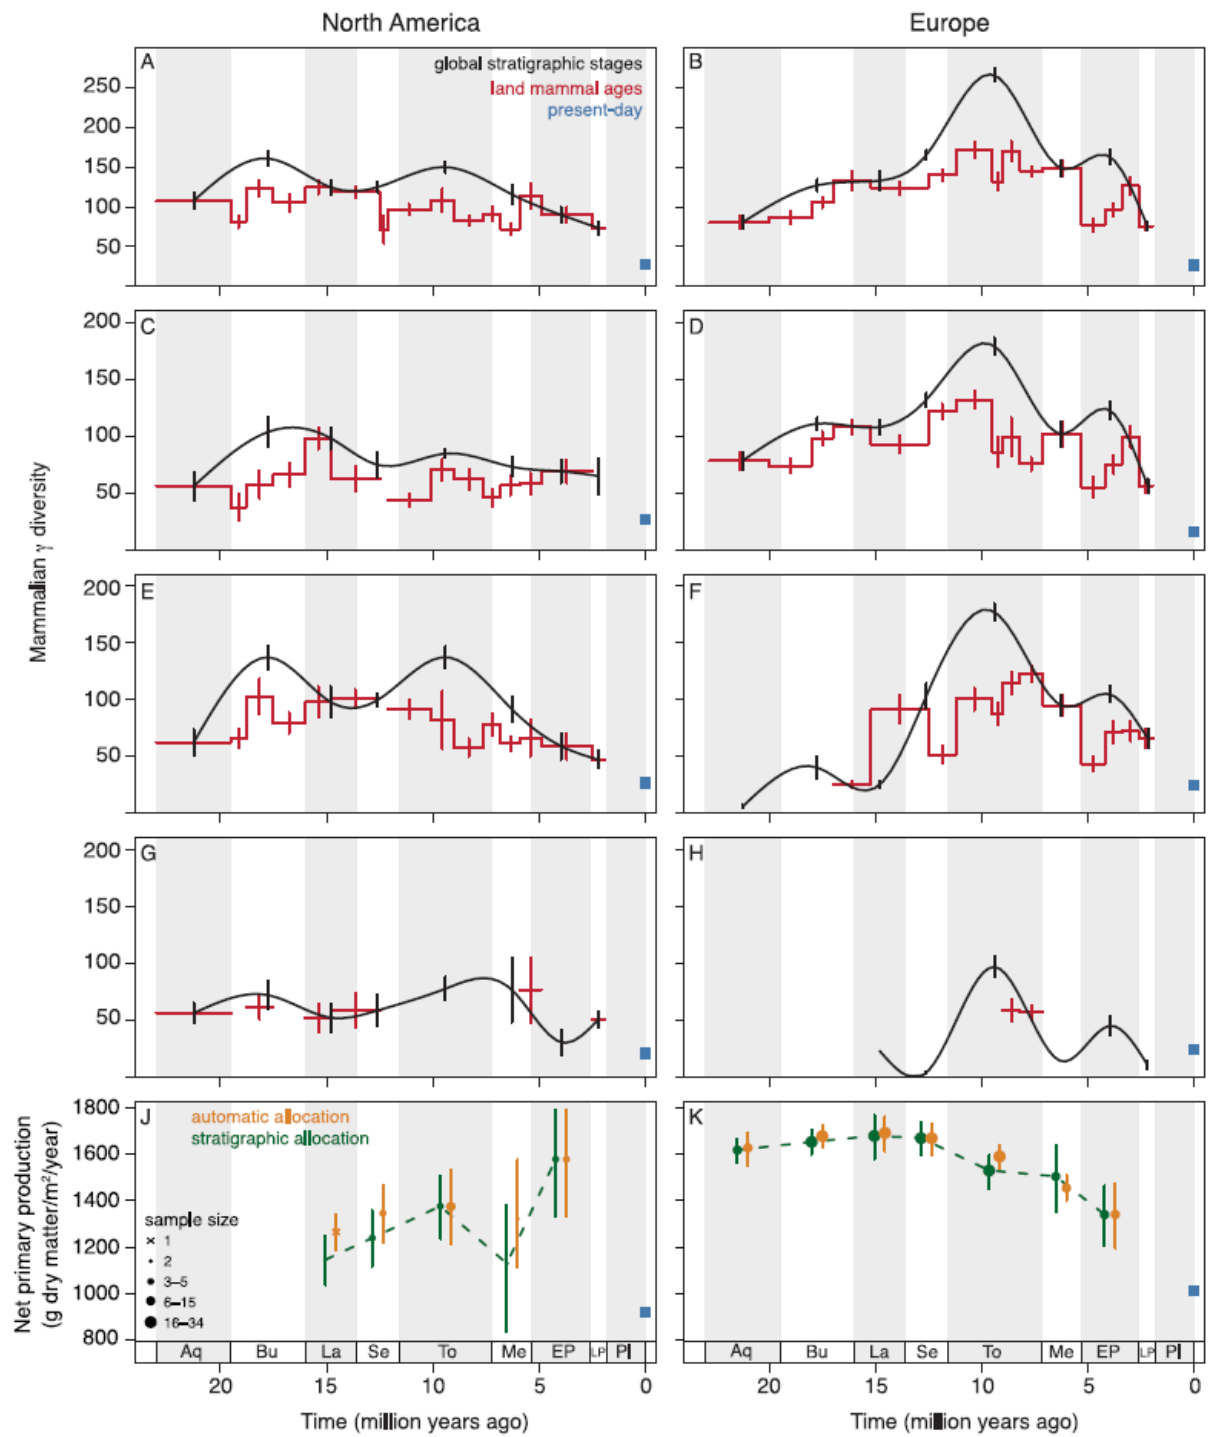 North America
Europe
A
global stratigraphic stages
land mammal ages
present-day
250
200
150
100
50
B
C
200
150
100
50
D
E
200
150
100
50
F
G
200
150
100
50
H
Mammalian γ diversity
J
automatic allocation
stratigraphic allocation
sample size
1
2
3–5
6–15
16–34
1800
1600
1400
1200
1000
800
Net primary production
(g dry matter/m²/year)
K
Aq Bu La Se To Me EP LP Pl
Aq Bu La Se To Me EP LP Pl
20 15 10 5 0
20 15 10 5 0
Time (million years ago)
Time (million years ago)